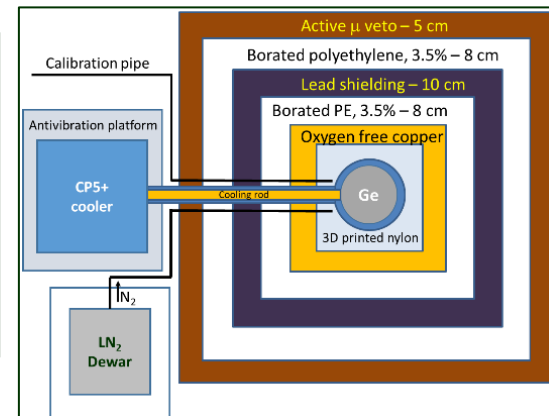 Active μ veto – 5 cm
Borated polyethylene, 3.5% – 8 cm
Calibration pipe
Lead shielding – 10 cm
Borated PE, 3.5% – 8 cm
Antivibration platform
Oxygen free copper
CP5+
cooler
Cooling rod
Ge
3D printed nylon
N₂
LN₂
Dewar